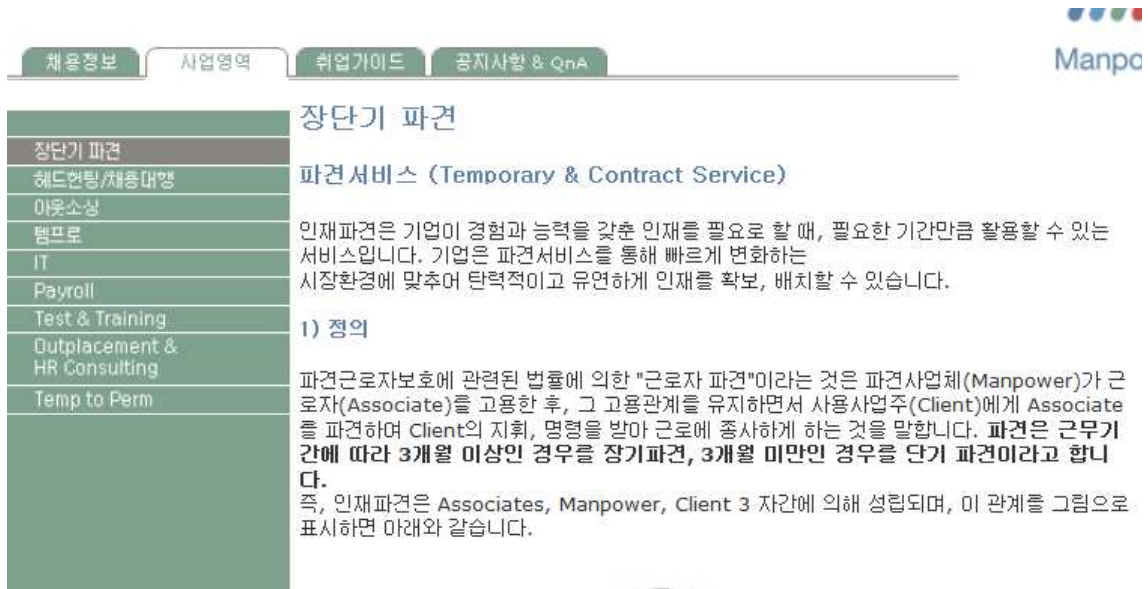 채용정보 사업영역 취업가이드 공지사항 & QnA
Manpo
장단기 파견
헤드헌팅/채용대행
아웃소싱
템프로
IT
Payroll
Test & Training
Outplacement &
HR Consulting
Temp to Perm
장단기 파견
파견서비스 (Temporary & Contract Service)
인재파견은 기업이 경험과 능력을 갖춘 인재를 필요로 할 때, 필요한 기간만큼 활용할 수 있는
서비스입니다. 기업은 파견서비스를 통해 빠르게 변화하는
시장환경에 맞추어 탄력적이고 유연하게 인재를 확보, 배치할 수 있습니다.
1) 정의
파견근로자보호에 관련된 법률에 의한 "근로자 파견"이라는 것은 파견사업체(Manpower)가 근
로자(Associate)를 고용한 후, 그 고용관계를 유지하면서 사용사업주(Client)에게 Associate
를 파견하여 Client의 지휘, 명령을 받아 근로에 종사하게 하는 것을 말합니다. 파견은 근무기
간에 따라 3개월 이상인 경우를 장기파견, 3개월 미만인 경우를 단기 파견이라고 합니
다.
즉, 인재파견은 Associates, Manpower, Client 3 자간에 의해 성립되며, 이 관계를 그림으로
표시하면 아래와 같습니다.